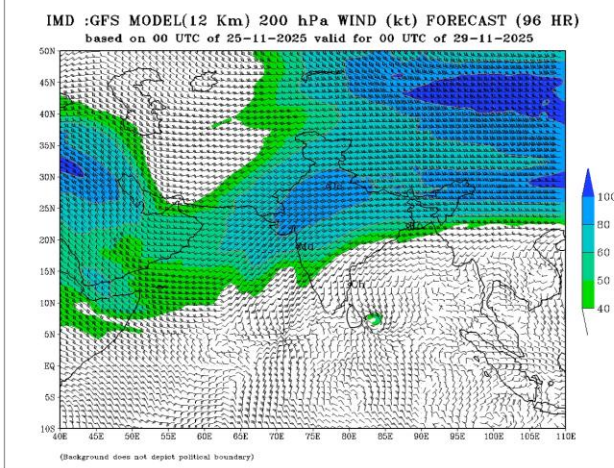 IMD :GFS MODEL(12 Km) 200 hPa WIND (kt) FORECAST (96 HR)
based on 00 UTC of 25-11-2025 valid for 00 UTC of 29-11-2025
50N
45N
40N
35N
30N
25N
20N
15N
10N
5N
EQ
5S
10S
40E 45E 50E 55E 60E 65E 70E 75E 80E 85E 90E 95E 100E 105E 110E
100
80
60
50
40
(Background does not depict political boundary)